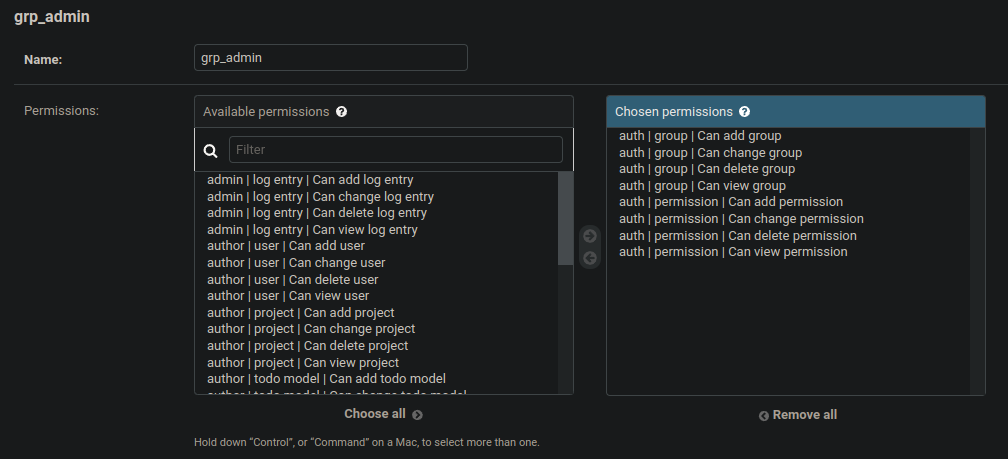 grp_admin
Name:
grp_admin
Permissions:
Available permissions ?
Filter
admin | log entry | Can add log entry
admin | log entry | Can change log entry
admin | log entry | Can delete log entry
admin | log entry | Can view log entry
author | user | Can add user
author | user | Can change user
author | user | Can delete user
author | user | Can view user
author | project | Can add project
author | project | Can change project
author | project | Can delete project
author | project | Can view project
author | todo model | Can add todo model
author | todo model | Can change todo model
Choose all
Chosen permissions ?
auth | group | Can add group
auth | group | Can change group
auth | group | Can delete group
auth | group | Can view group
auth | permission | Can add permission
auth | permission | Can change permission
auth | permission | Can delete permission
auth | permission | Can view permission
Remove all
Hold down “Control”, or “Command” on a Mac, to select more than one.